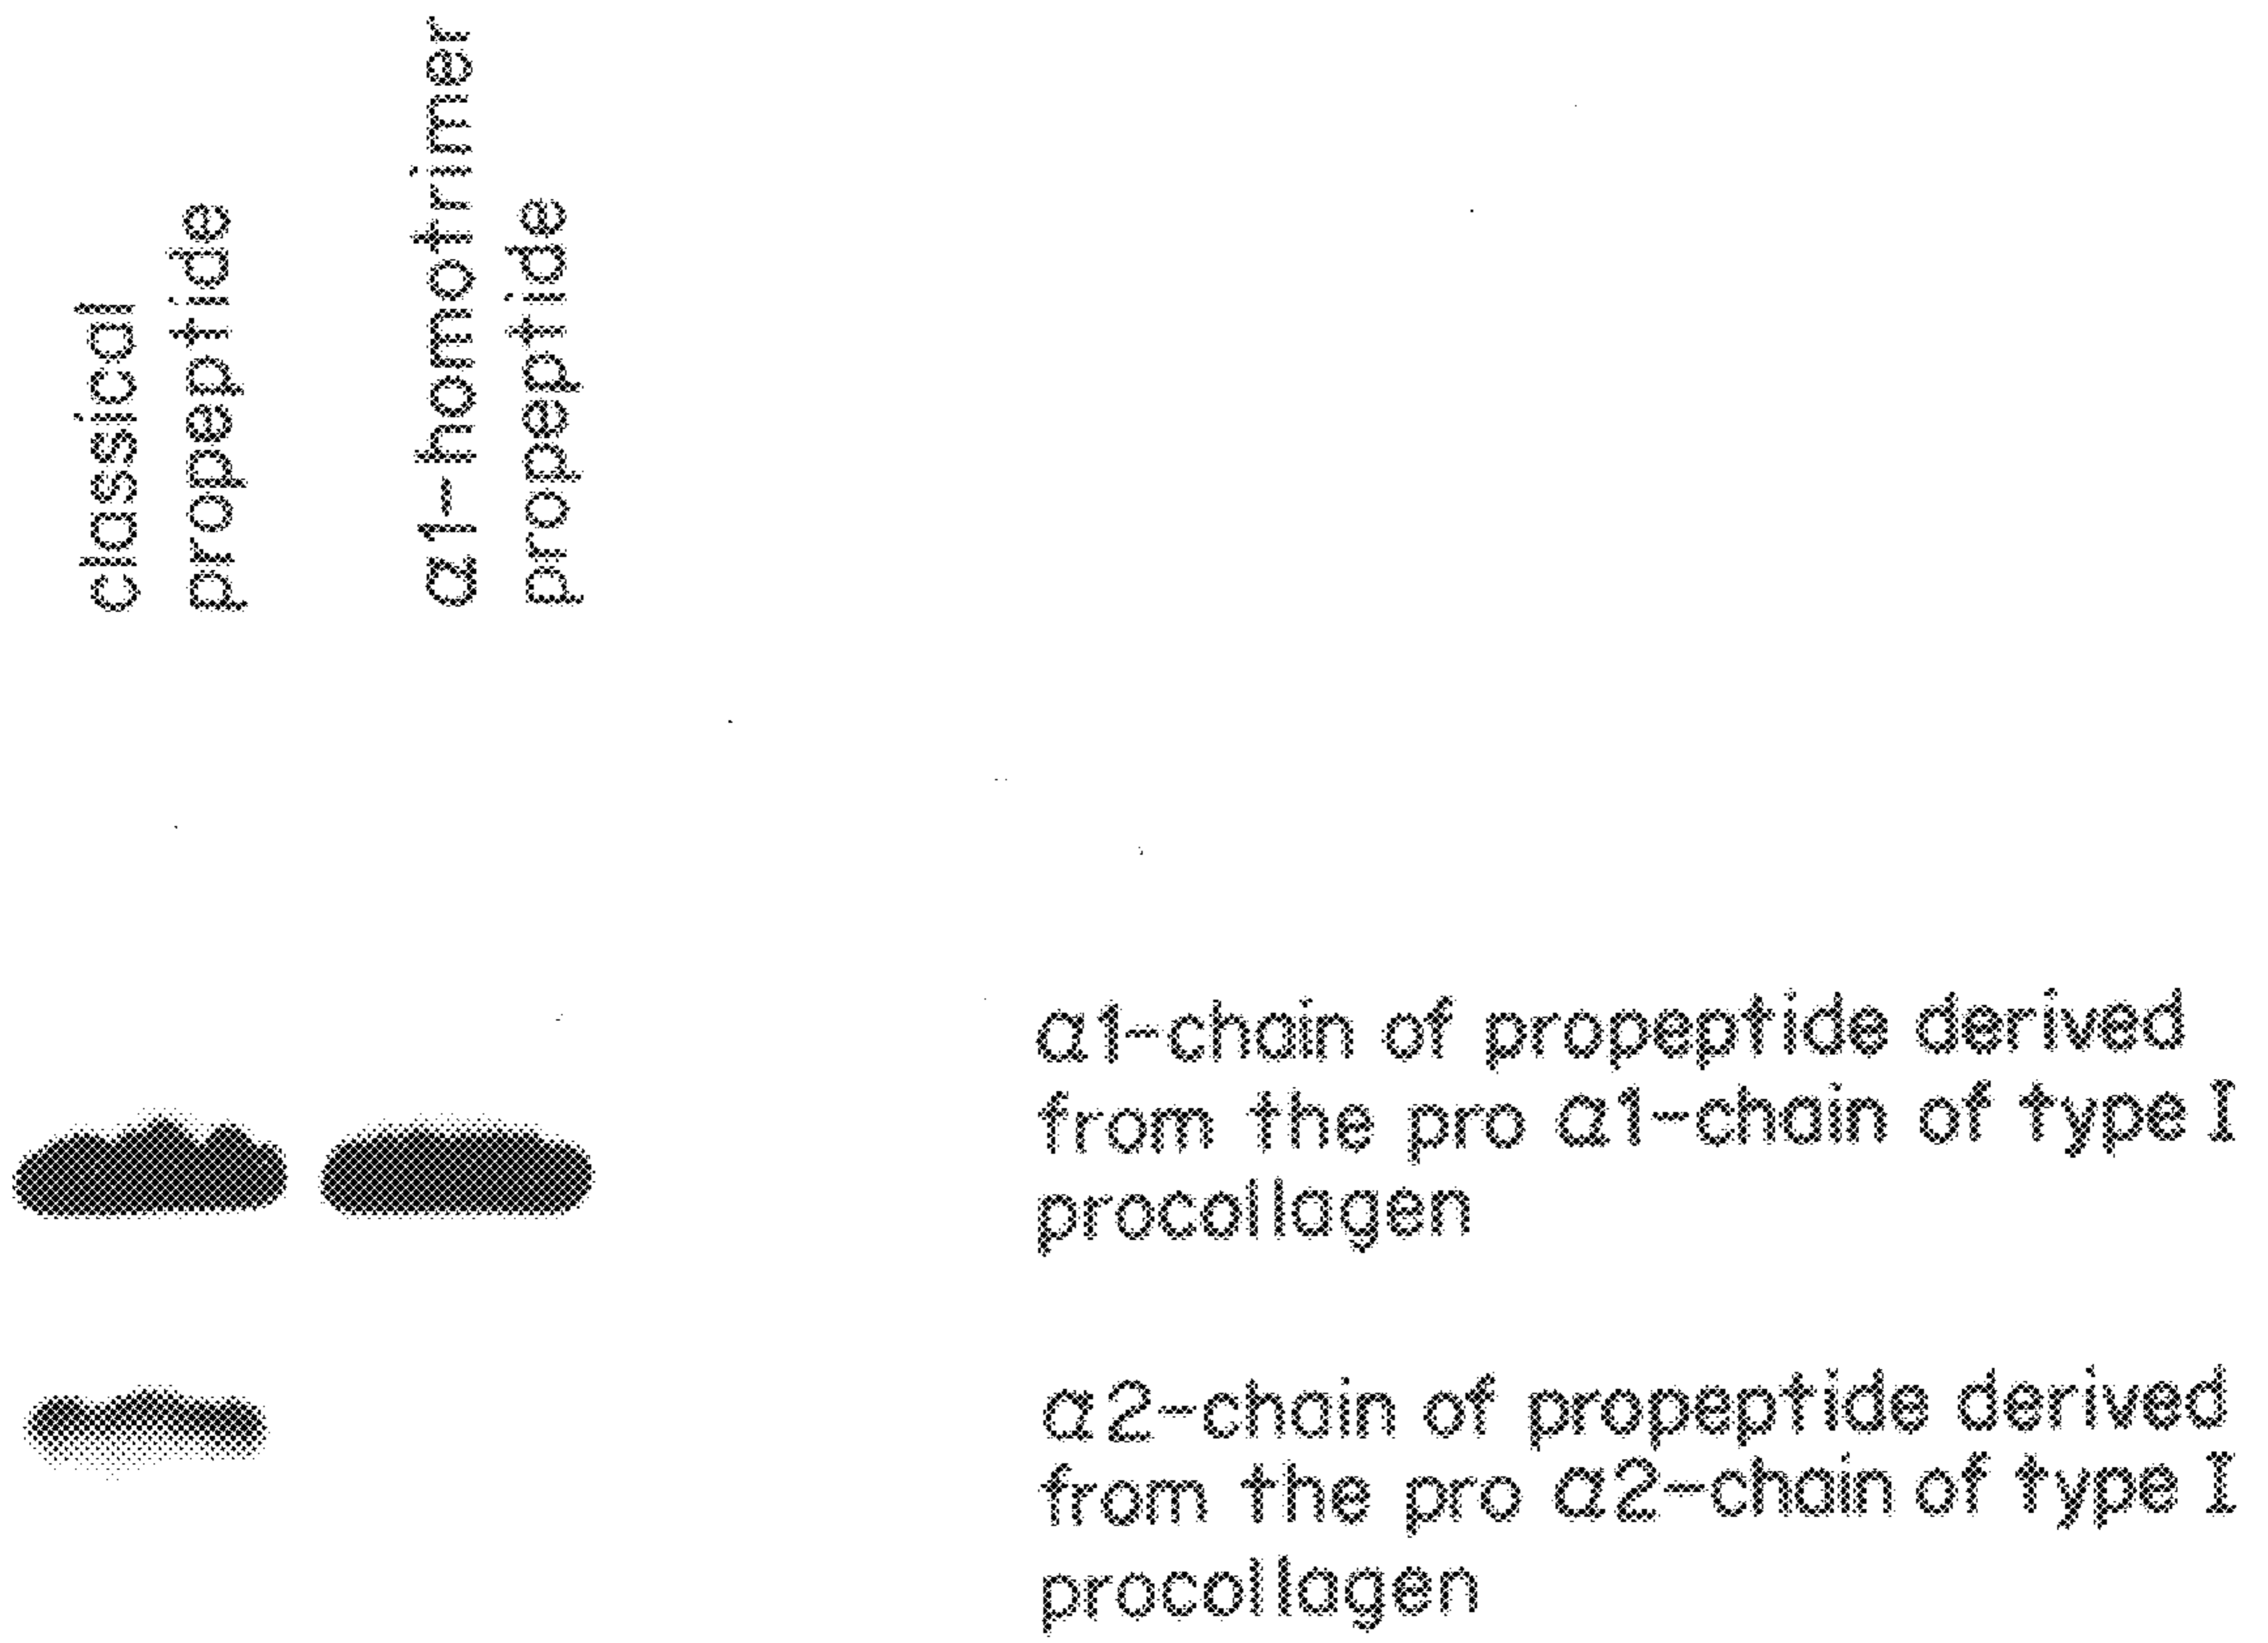 classical
propeptide
α1-homotrimer
propeptide
α1-chain of propeptide derived
from the pro α1-chain of type I
procollagen
α2-chain of propeptide derived
from the pro α2-chain of type I
procollagen